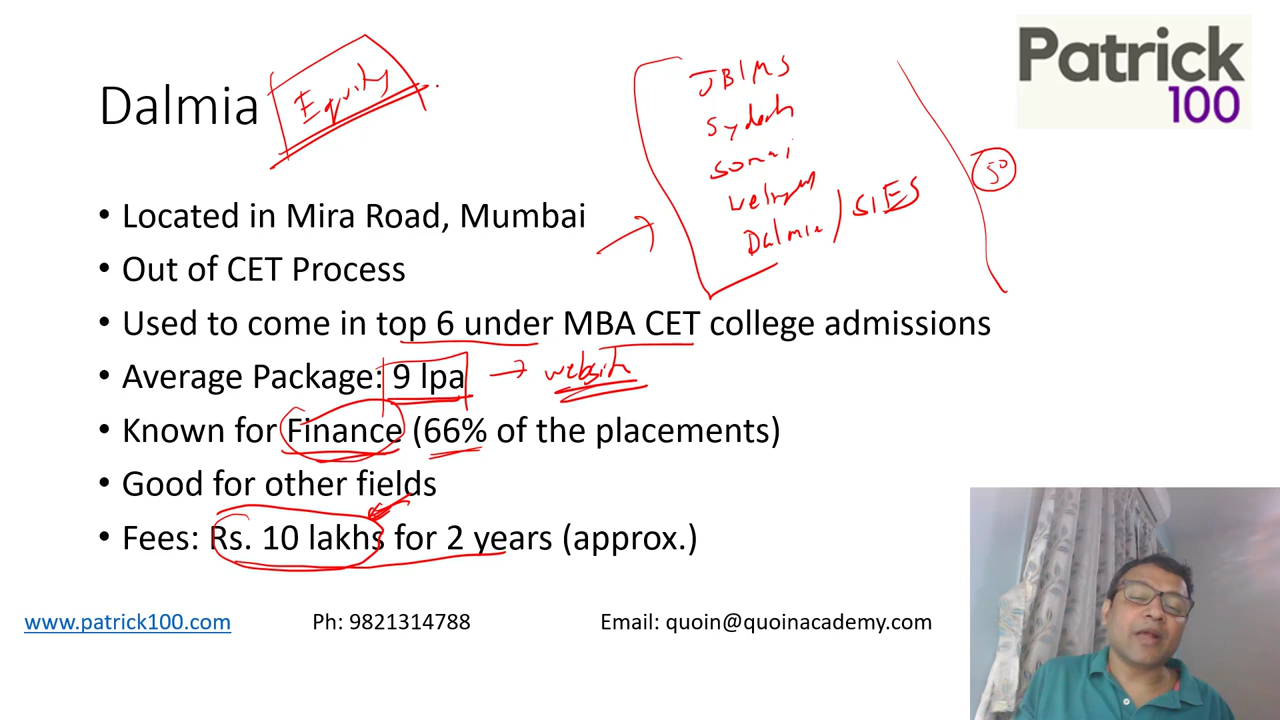 Patrick
100
Dalmia
Equity
JBIMS
Sydenh
Somai
Welingkar
Dalmia / SIES
50
• Located in Mira Road, Mumbai
• Out of CET Process
• Used to come in top 6 under MBA CET college admissions
• Average Package: 9 lpa → website
• Known for Finance (66% of the placements)
• Good for other fields
• Fees: Rs. 10 lakhs for 2 years (approx.)
www.patrick100.com Ph: 9821314788 Email: quoin@quoinacademy.com